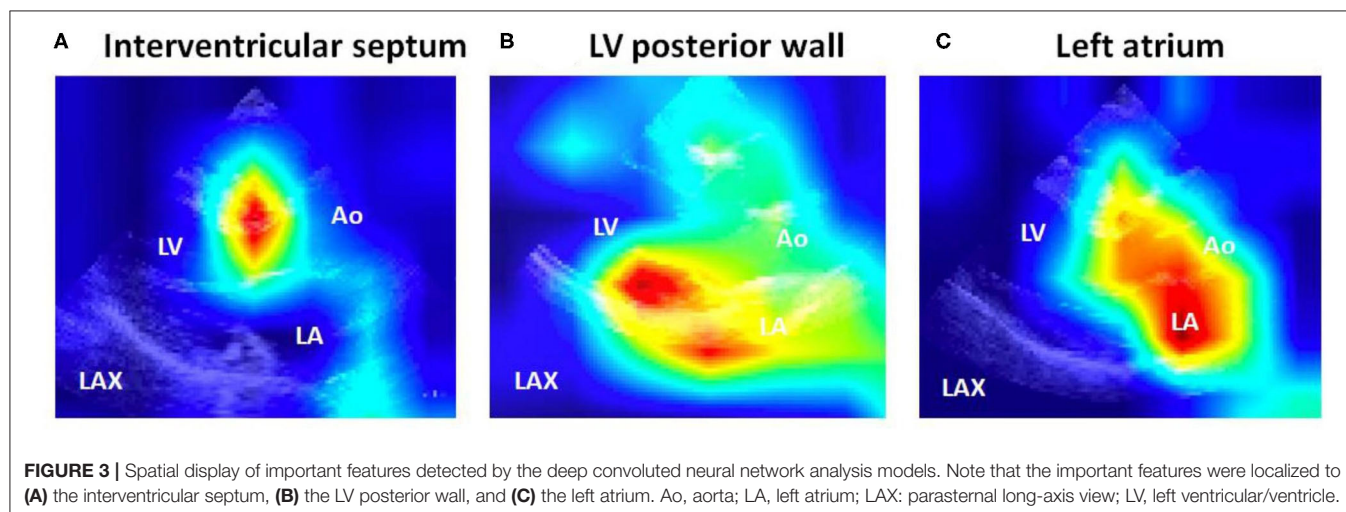 A Interventricular septum
B LV posterior wall
C Left atrium
LV
Ao
LA
LAX
LV
Ao
LA
LAX
LV
Ao
LA
LAX
FIGURE 3 | Spatial display of important features detected by the deep convoluted neural network analysis models. Note that the important features were localized to
(A) the interventricular septum, (B) the LV posterior wall, and (C) the left atrium. Ao, aorta; LA, left atrium; LAX: parasternal long-axis view; LV, left ventricular/ventricle.